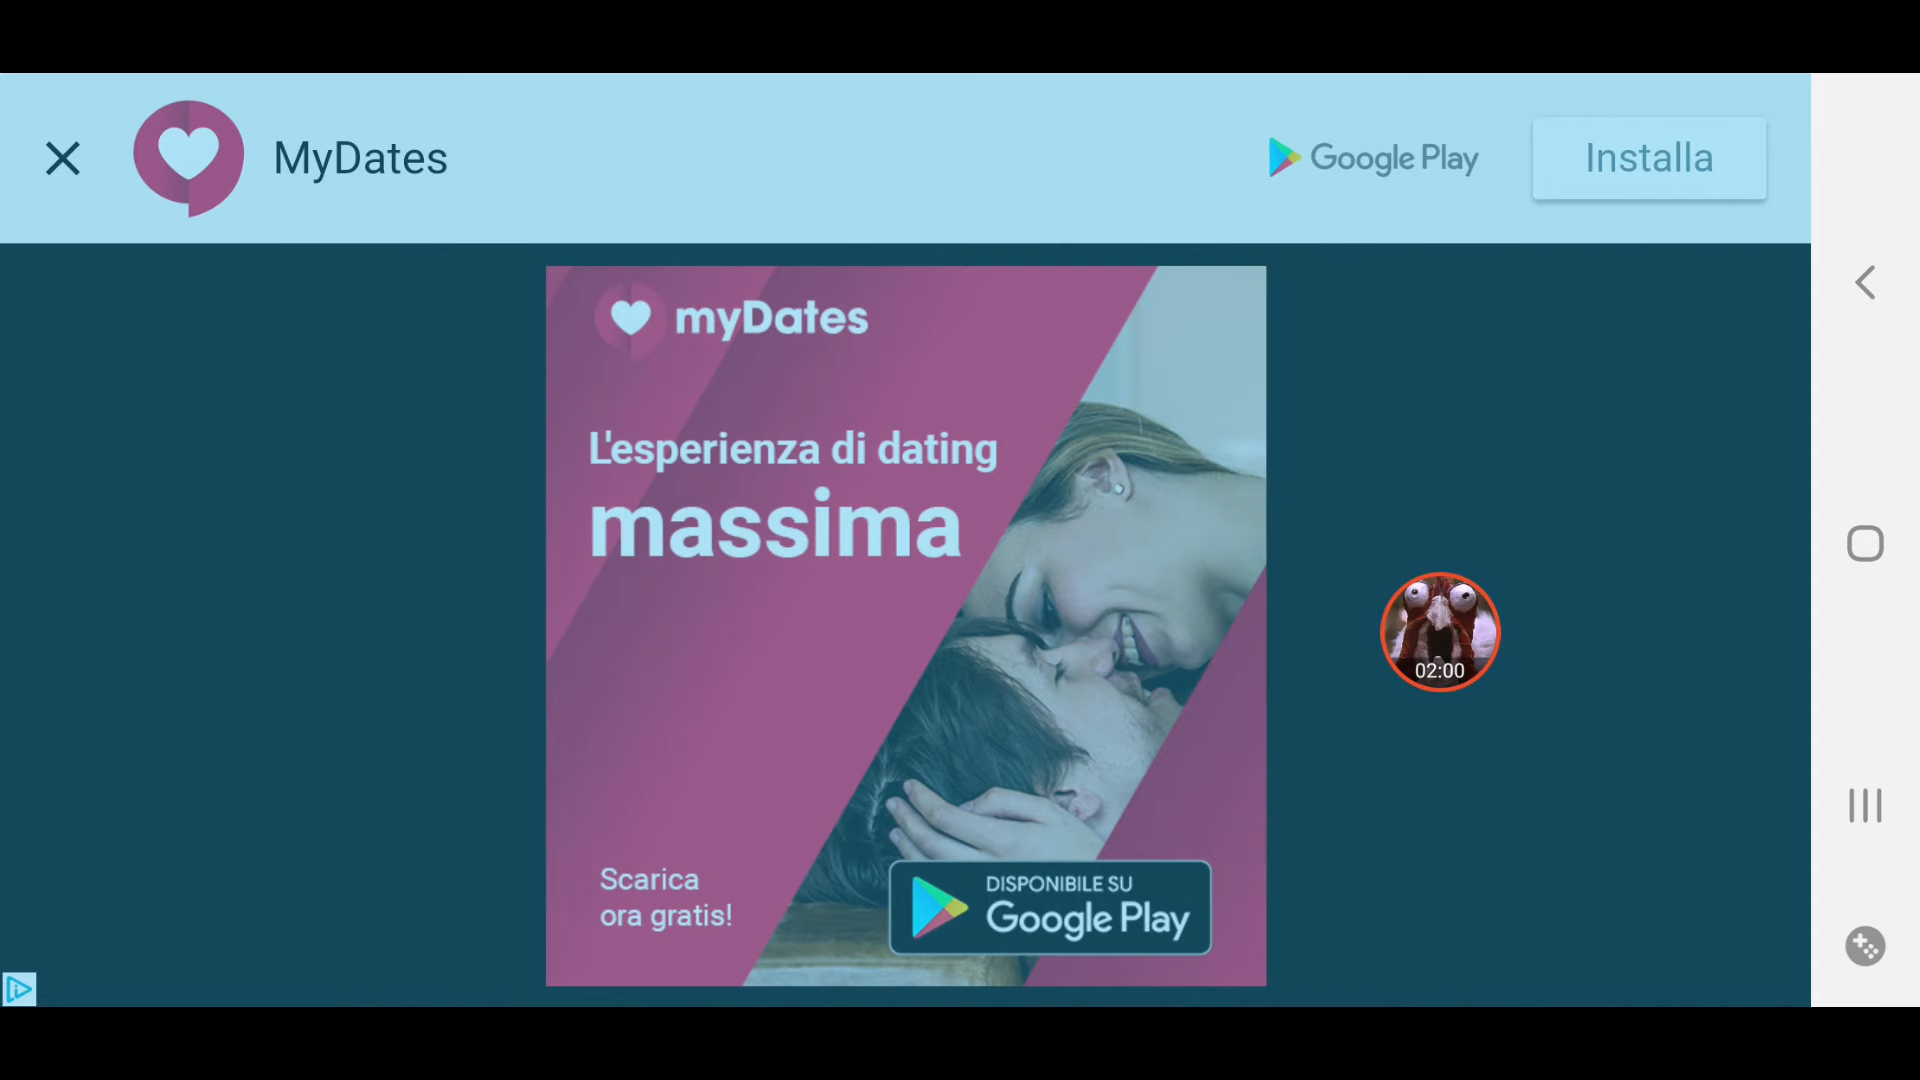 MyDates
Google Play
Installa
myDates
L'esperienza di dating
massima
02:00
Scarica
ora gratis!
DISPONIBILE SU
Google Play